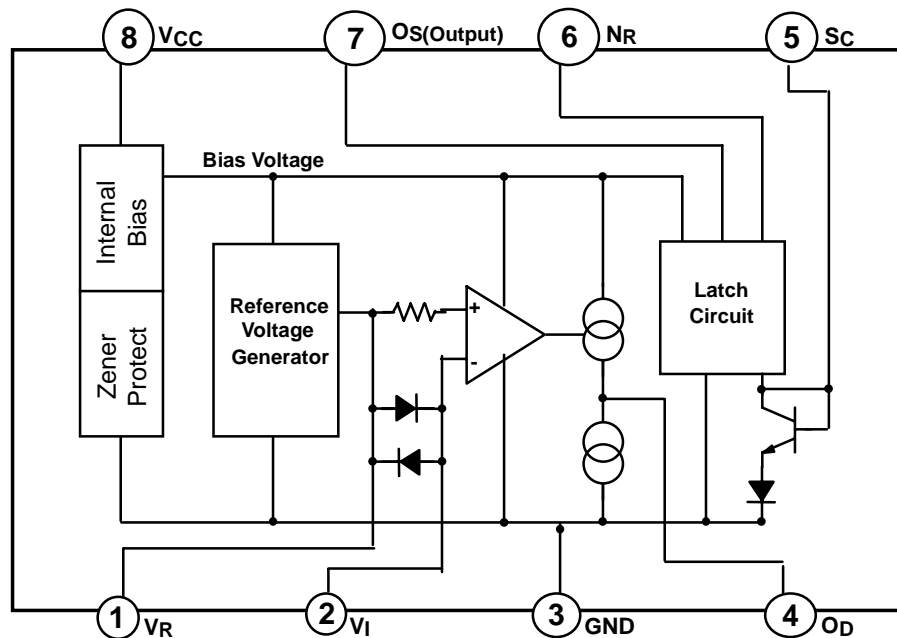 8 VCC
7 OS(Output)
6 NR
5 SC
Bias Voltage
Internal
Bias
Zener
Protect
Reference
Voltage
Generator
+
-
Latch
Circuit
1 VR
2 VI
3 GND
4 OD